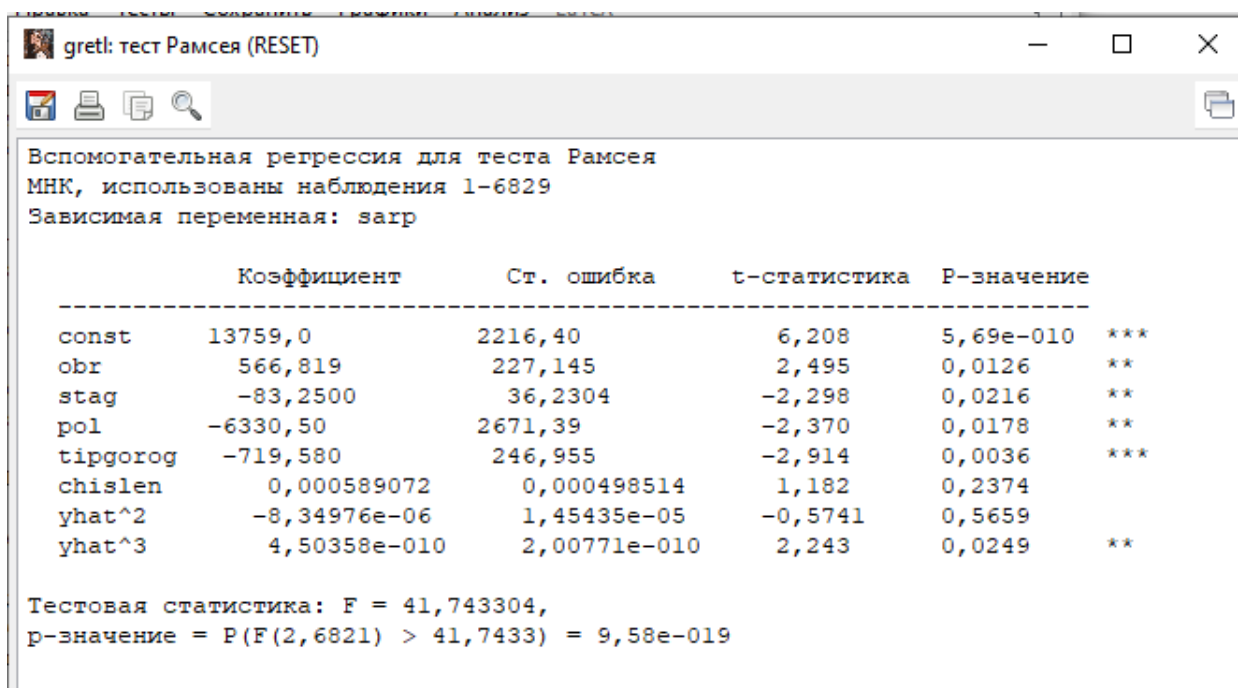 gretl: тест Рамсея (RESET)
Вспомогательная регрессия для теста Рамсея
МНК, использованы наблюдения 1-6829
Зависимая переменная: sarp
Коэффициент Ст. ошибка t-статистика P-значение
const 13759,0 2216,40 6,208 5,69e-010 ***
obr 566,819 227,145 2,495 0,0126 **
stag -83,2500 36,2304 -2,298 0,0216 **
pol -6330,50 2671,39 -2,370 0,0178 **
tipgorog -719,580 246,955 -2,914 0,0036 ***
chislen 0,000589072 0,000498514 1,182 0,2374
yhat^2 -8,34976e-06 1,45435e-05 -0,5741 0,5659
yhat^3 4,50358e-010 2,00771e-010 2,243 0,0249 **
Тестовая статистика: F = 41,743304,
р-значение = P(F(2,6821) > 41,7433) = 9,58e-019